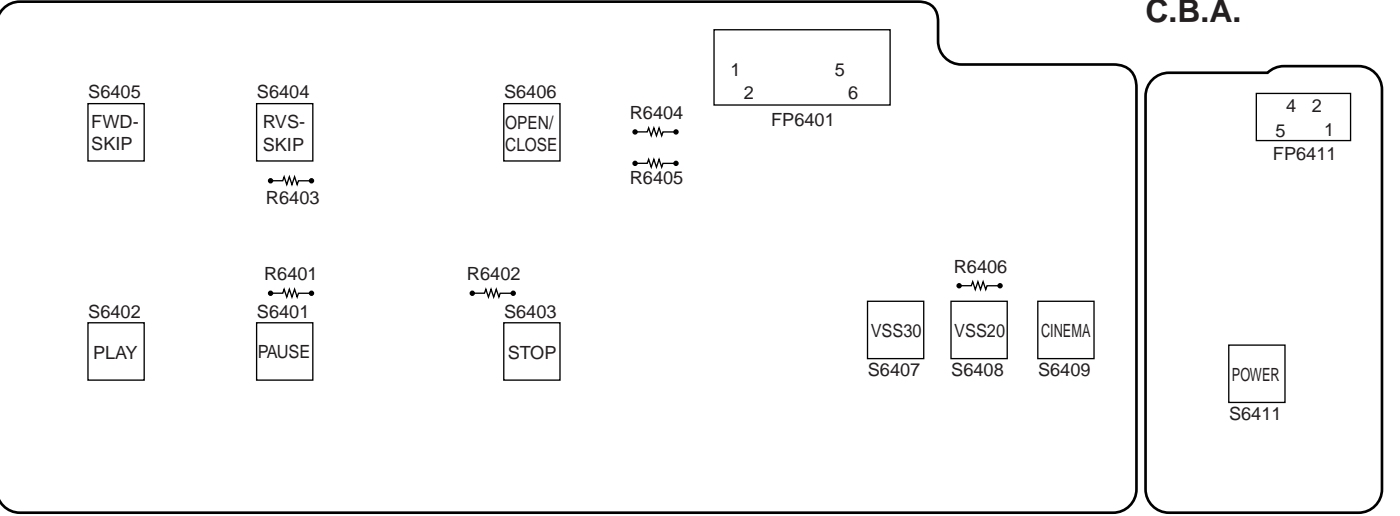 C.B.A.
S6405
FWD-
SKIP
S6404
RVS-
SKIP
R6403
S6406
OPEN/
CLOSE
R6404
R6405
1 5
2 6
FP6401
4 2
5 1
FP6411
R6401
R6402
S6402
PLAY
S6401
PAUSE
S6403
STOP
R6406
VSS30
S6407
VSS20
S6408
CINEMA
S6409
POWER
S6411